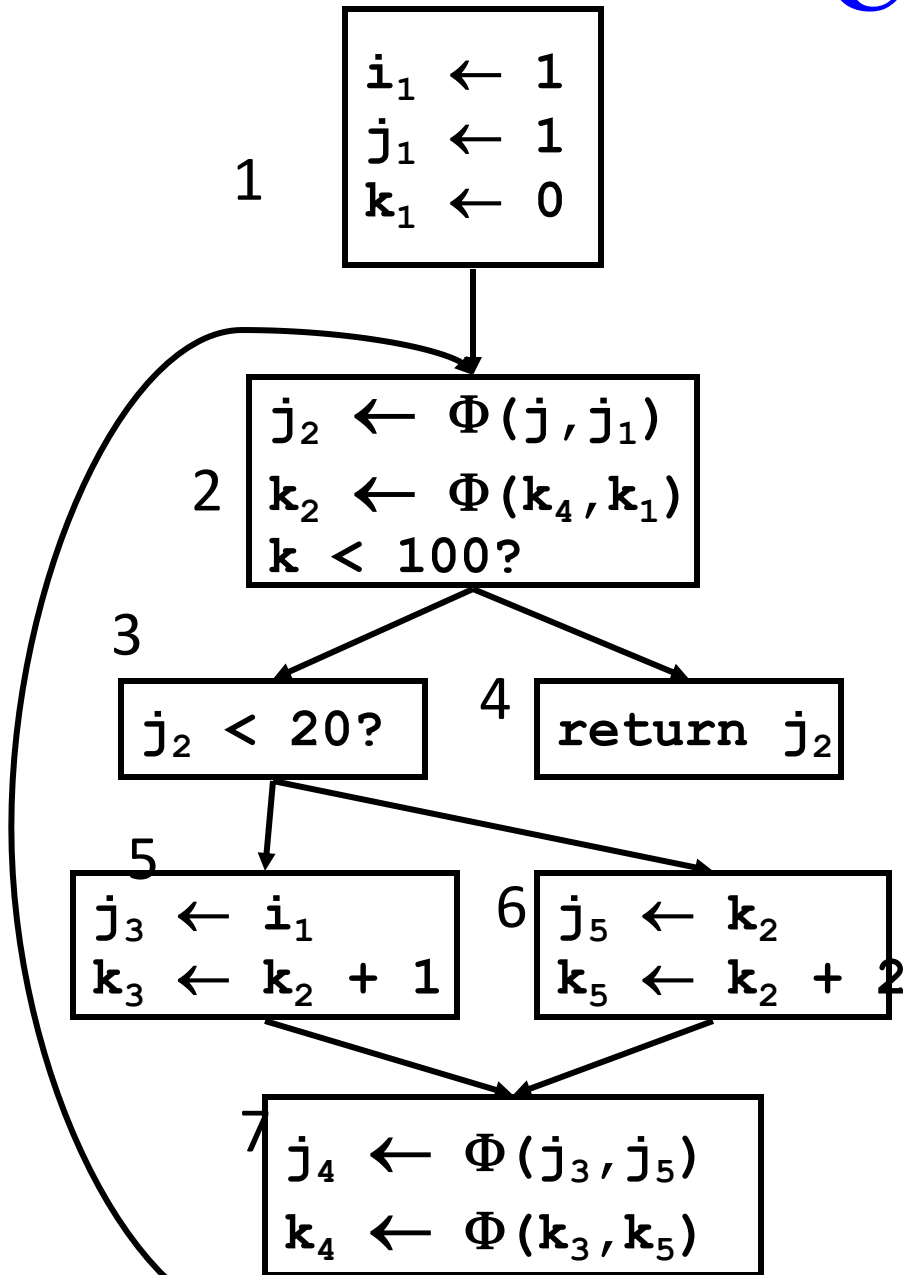 1
i₁ ← 1
j₁ ← 1
k₁ ← 0
2
j₂ ← Φ(j,j₁)
k₂ ← Φ(k₄,k₁)
k < 100?
3
j₂ < 20?
4
return j₂
5
j₃ ← i₁
k₃ ← k₂ + 1
6
j₅ ← k₂
k₅ ← k₂ + 2
7
j₄ ← Φ(j₃,j₅)
k₄ ← Φ(k₃,k₅)